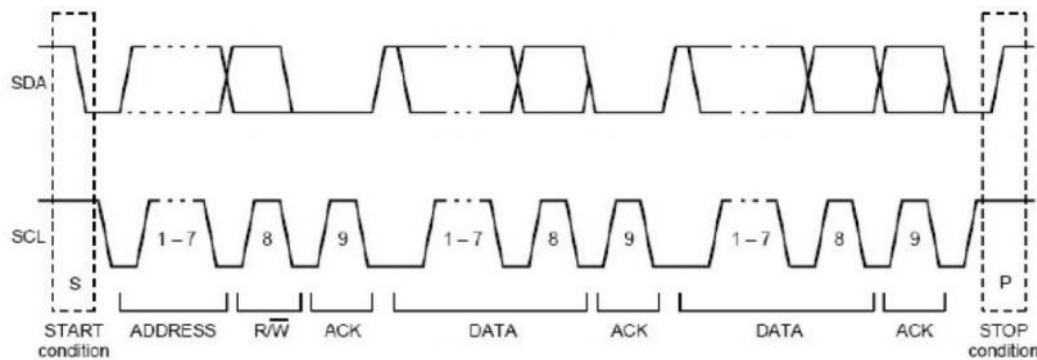 SDA
SCL
1 – 7 8 9 1 – 7 8 9 1 – 7 8 9
S P
START condition ADDRESS R/W̅ ACK DATA ACK DATA ACK STOP condition